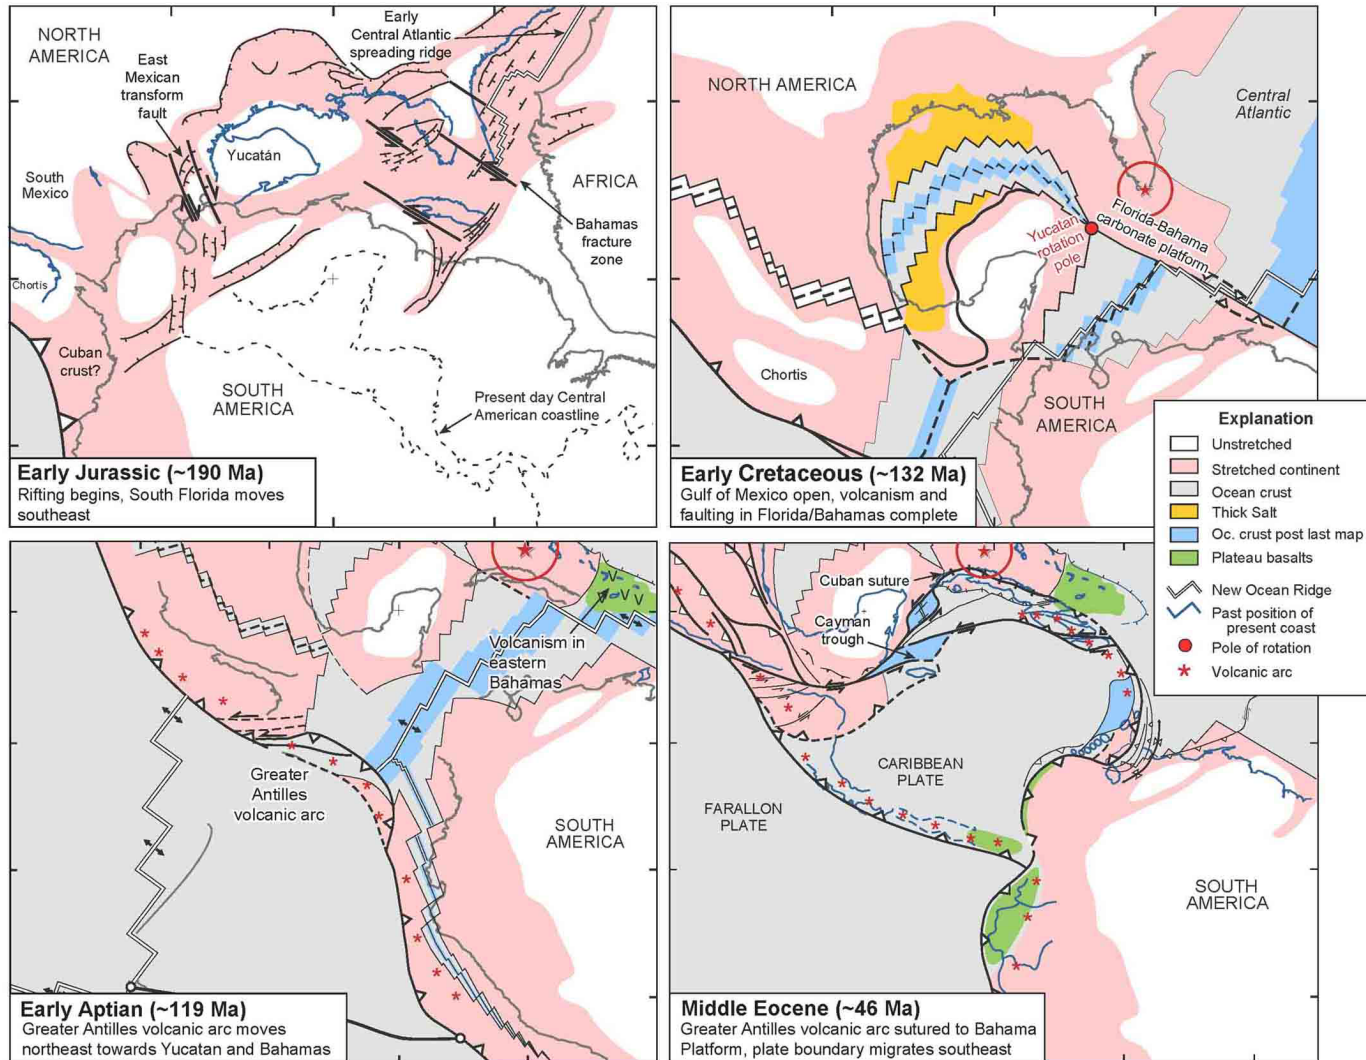 NORTH
AMERICA
East
Mexican
transform
fault
Early
Central Atlantic
spreading ridge
Yucatán
South
Mexico
AFRICA
Bahamas
fracture
zone
Chortis
Cuban
crust?
SOUTH
AMERICA
Present day Central
American coastline
Early Jurassic (~190 Ma)
Rifting begins, South Florida moves
southeast
NORTH AMERICA
Central
Atlantic
Yucatan
rotation
pole
Florida-Bahama
carbonate platform
Chortis
SOUTH
AMERICA
Early Cretaceous (~132 Ma)
Gulf of Mexico open, volcanism and
faulting in Florida/Bahamas complete
Explanation
Unstretched
Stretched continent
Ocean crust
Thick Salt
Oc. crust post last map
Plateau basalts
New Ocean Ridge
Past position of
present coast
Pole of rotation
Volcanic arc
V
V V
Volcanism in
eastern
Bahamas
Greater
Antilles
volcanic arc
SOUTH
AMERICA
Early Aptian (~119 Ma)
Greater Antilles volcanic arc moves
northeast towards Yucatan and Bahamas
Cuban suture
Cayman
trough
CARIBBEAN
PLATE
FARALLON
PLATE
SOUTH
AMERICA
Middle Eocene (~46 Ma)
Greater Antilles volcanic arc sutured to Bahama
Platform, plate boundary migrates southeast